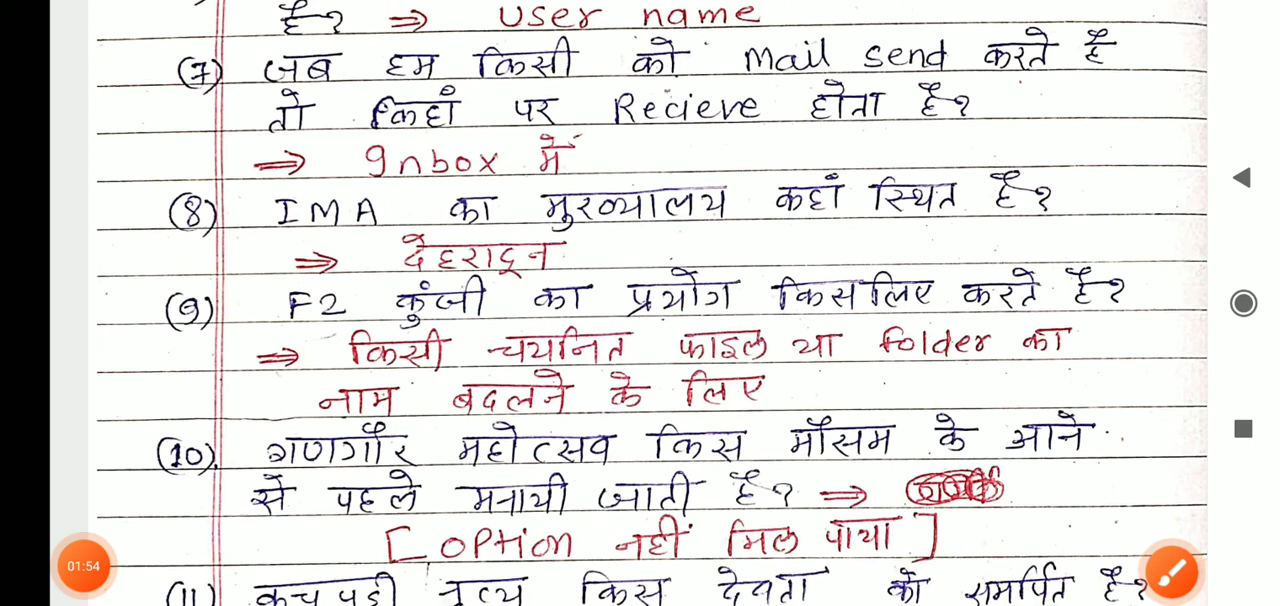 है? ⇒ User name
(7) जब हम किसी को Mail send करते है
तो किहाँ पर Recieve होता है?
⇒ Inbox में
(8) IMA का मुख्यालय कहाँ स्थित है?
⇒ देहरादून
(9) F2 कुंजी का प्रयोग किसलिए करते है?
⇒ किसी चयनित फाइल या folder का
नाम बदलने के लिए
(10). गणगौर महोत्सव किस मौसम के आने
से पहले मनायी जाती है? ⇒
[option नहीं मिल पाया]
(11) नृत्य किस देवता को समर्पित है?
01:54